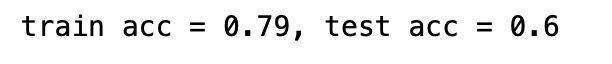 train acc = 0.79, test acc = 0.6